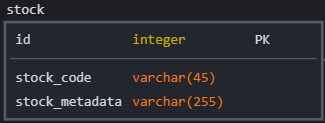 stock
id integer PK
stock_code varchar(45)
stock_metadata varchar(255)